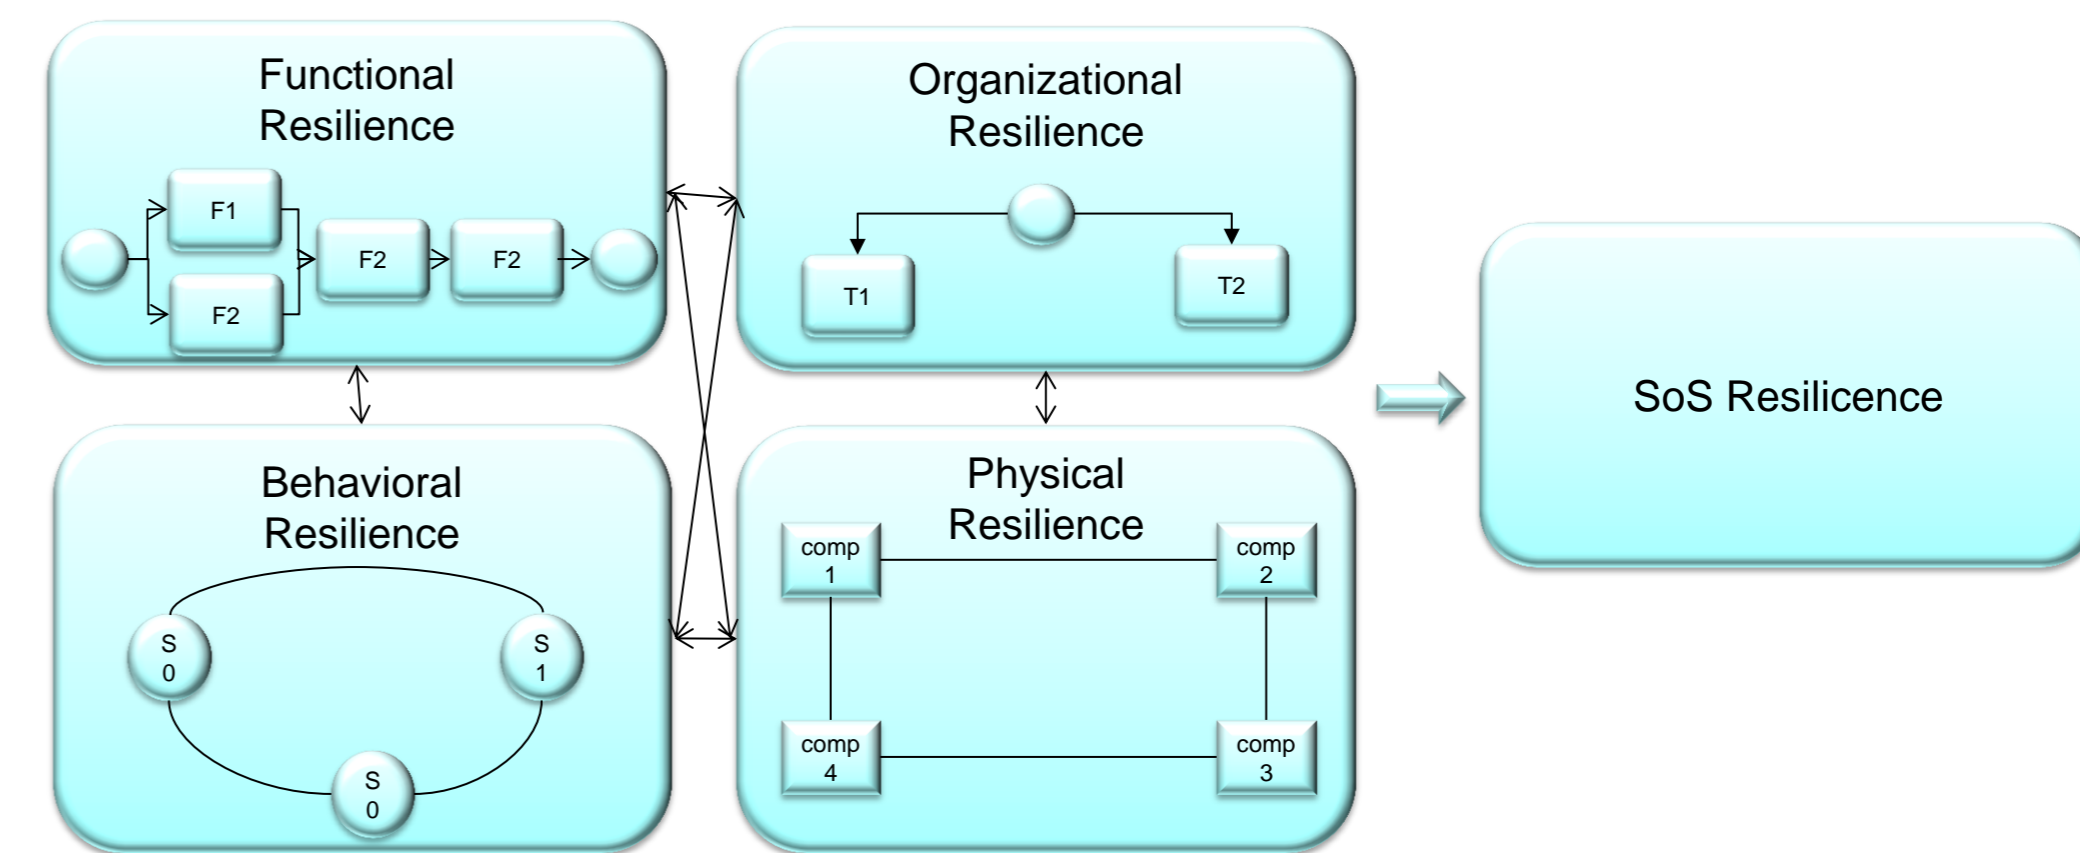 Functional
Resilience
F1
F2
F2
F2
Organizational
Resilience
T1
T2
Behavioral
Resilience
S
0
S
1
S
0
Physical
Resilience
comp
1
comp
2
comp
4
comp
3
SoS Resilicence